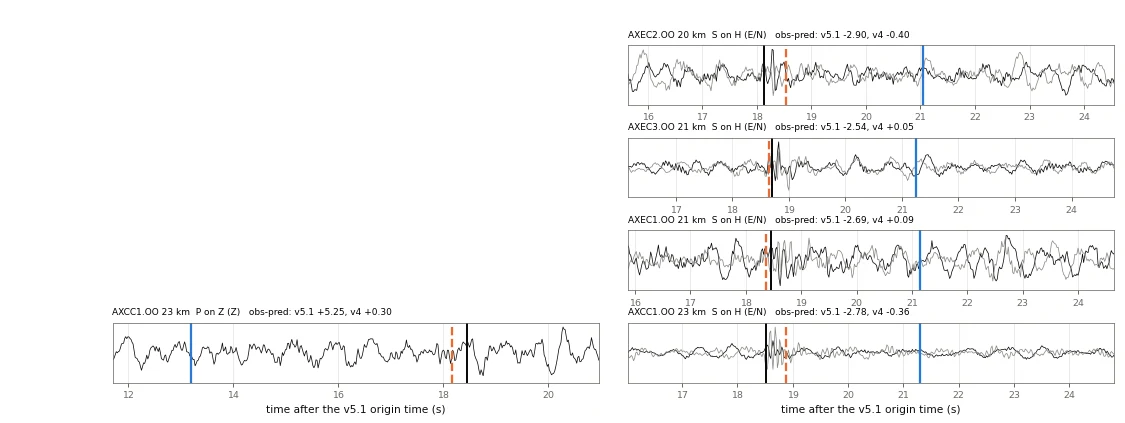 AXEC2.OO 20 km  S on H (E/N)   obs-pred: v5.1 -2.90, v4 -0.40
16 17 18 19 20 21 22 23 24
AXEC3.OO 21 km  S on H (E/N)   obs-pred: v5.1 -2.54, v4 +0.05
17 18 19 20 21 22 23 24
AXEC1.OO 21 km  S on H (E/N)   obs-pred: v5.1 -2.69, v4 +0.09
16 17 18 19 20 21 22 23 24
AXCC1.OO 23 km  P on Z (Z)   obs-pred: v5.1 +5.25, v4 +0.30
12 14 16 18 20
time after the v5.1 origin time (s)
AXCC1.OO 23 km  S on H (E/N)   obs-pred: v5.1 -2.78, v4 -0.36
17 18 19 20 21 22 23 24
time after the v5.1 origin time (s)